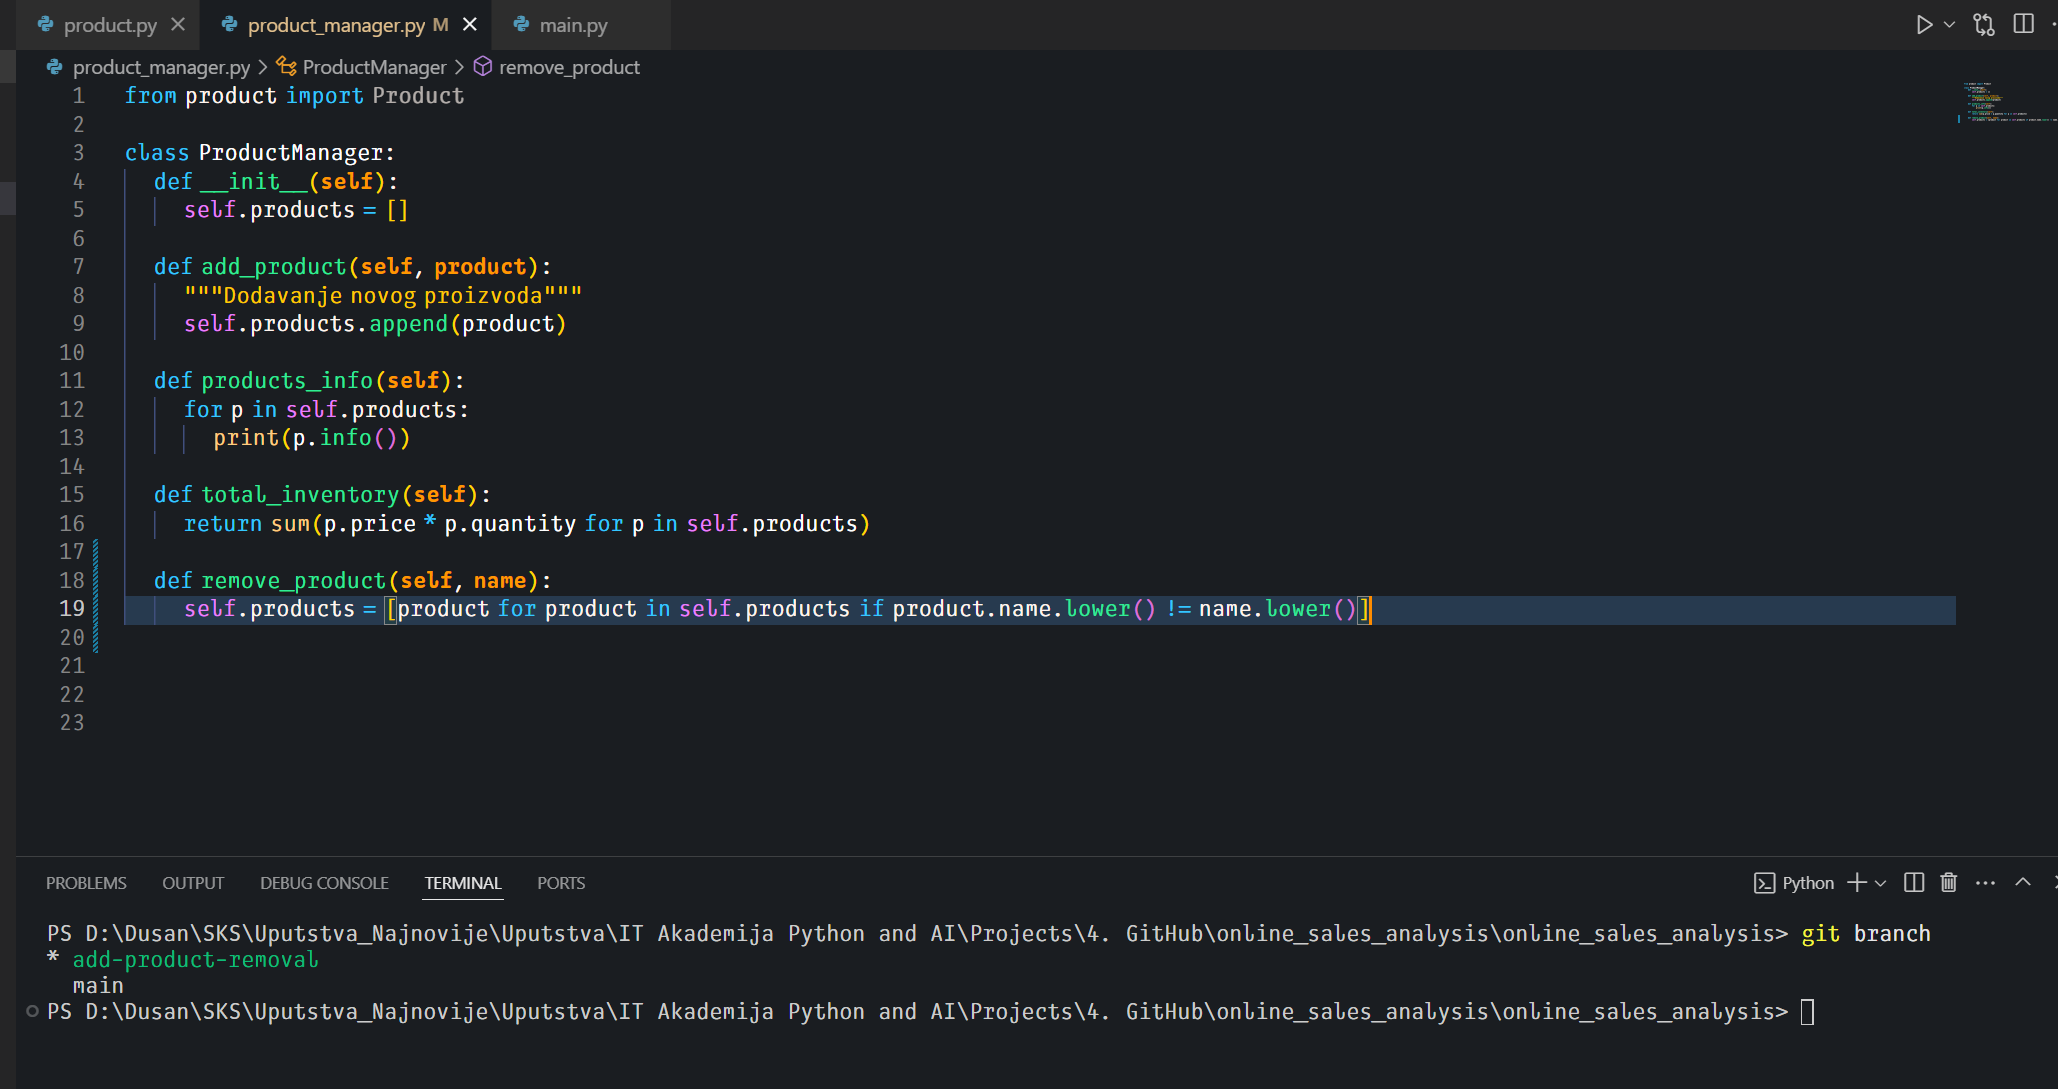 product.py
product_manager.py M
main.py
product_manager.py > ProductManager > remove_product
1 from product import Product
2
3 class ProductManager:
4 def __init__(self):
5 self.products = []
6
7 def add_product(self, product):
8 """Dodavanje novog proizvoda"""
9 self.products.append(product)
10
11 def products_info(self):
12 for p in self.products:
13 print(p.info())
14
15 def total_inventory(self):
16 return sum(p.price * p.quantity for p in self.products)
17
18 def remove_product(self, name):
19 self.products = [product for product in self.products if product.name.lower() != name.lower()]
20
21
22
23
PROBLEMS OUTPUT DEBUG CONSOLE TERMINAL PORTS
Python
PS D:\Dusan\SKS\Uputstva_Najnovije\Uputstva\IT Akademija Python and AI\Projects\4. GitHub\online_sales_analysis\online_sales_analysis> git branch
* add-product-removal
main
PS D:\Dusan\SKS\Uputstva_Najnovije\Uputstva\IT Akademija Python and AI\Projects\4. GitHub\online_sales_analysis\online_sales_analysis>